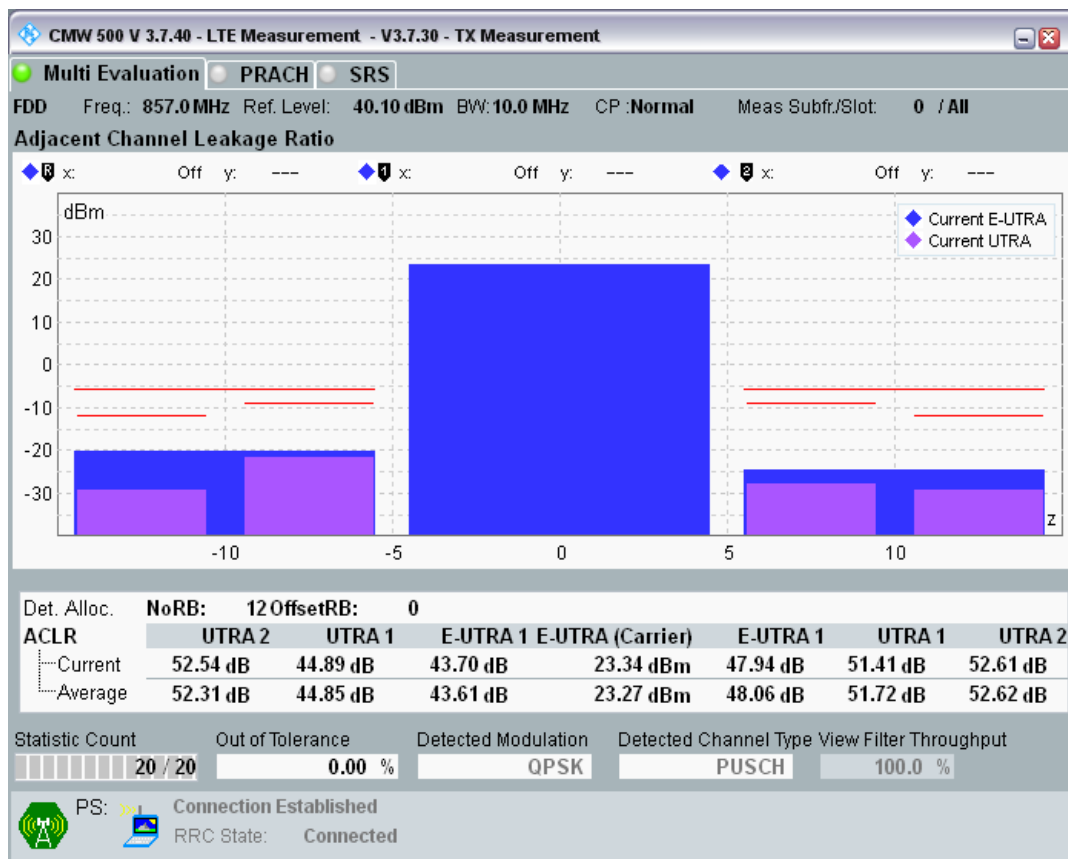 CMW 500 V 3.7.40 - LTE Measurement - V3.7.30 - TX Measurement
Multi Evaluation PRACH SRS
FDD Freq.: 857.0 MHz Ref. Level: 40.10 dBm BW: 10.0 MHz CP :Normal Meas Subfr./Slot: 0 / All
Adjacent Channel Leakage Ratio
R x: Off y: --- 1 x: Off y: --- 2 x: Off y: ---
dBm
Current E-UTRA
Current UTRA
30
20
10
0
-10
-20
-30
z
-10 -5 0 5 10
Det. Alloc. NoRB: 12 OffsetRB: 0
ACLR UTRA 2 UTRA 1 E-UTRA 1 E-UTRA (Carrier) E-UTRA 1 UTRA 1 UTRA 2
Current 52.54 dB 44.89 dB 43.70 dB 23.34 dBm 47.94 dB 51.41 dB 52.61 dB
Average 52.31 dB 44.85 dB 43.61 dB 23.27 dBm 48.06 dB 51.72 dB 52.62 dB
Statistic Count Out of Tolerance Detected Modulation Detected Channel Type View Filter Throughput
20 / 20 0.00 % QPSK PUSCH 100.0 %
PS: Connection Established
RRC State: Connected